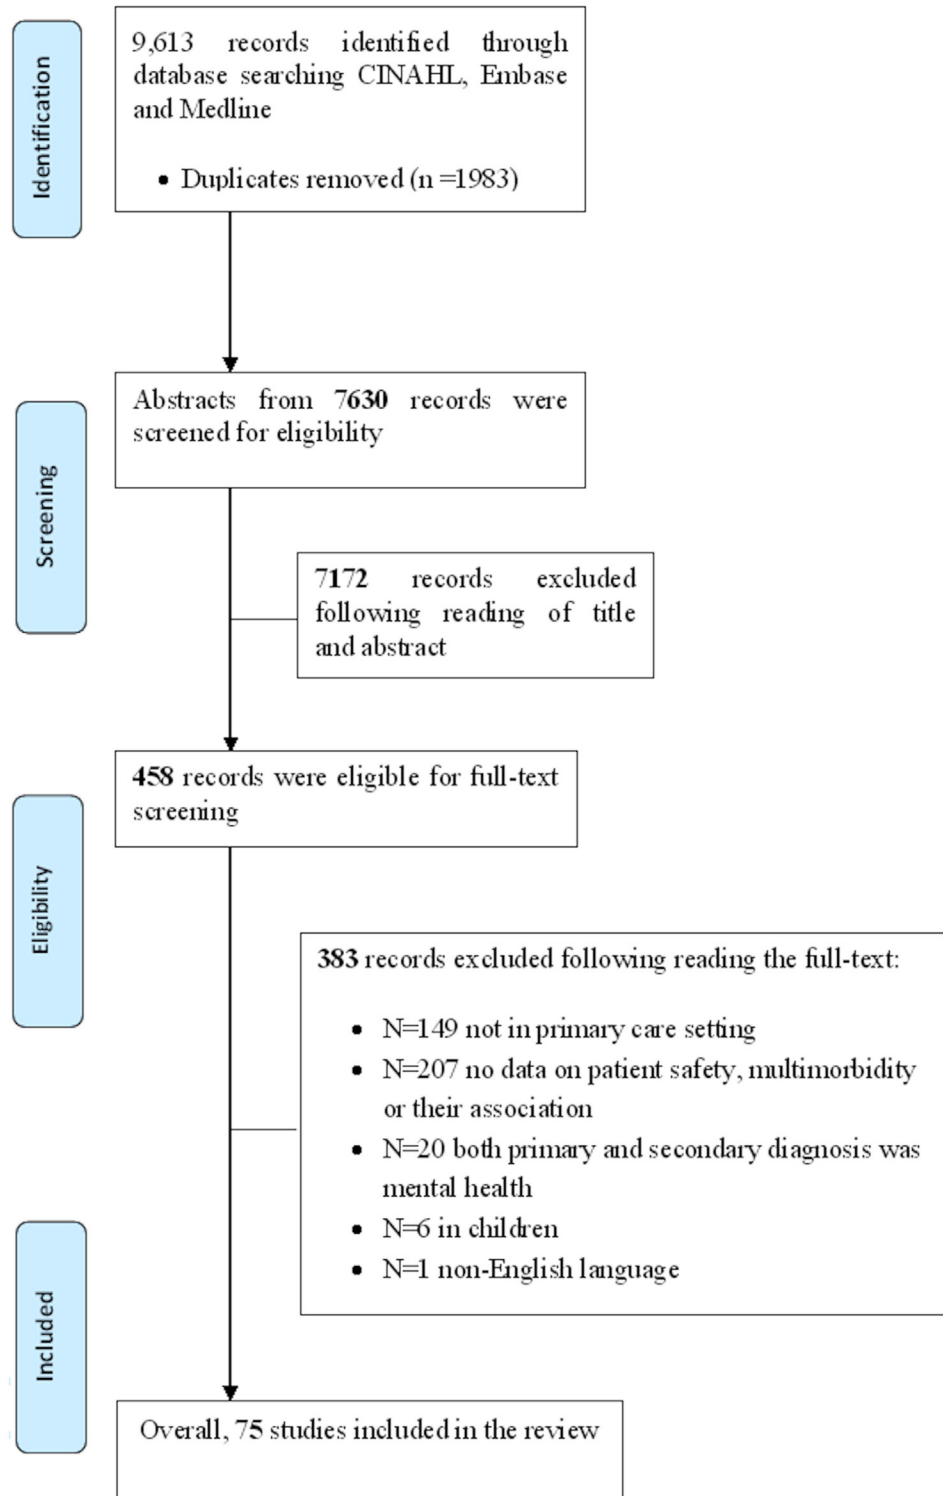 Identification
9,613 records identified through
database searching CINAHL, Embase
and Medline
• Duplicates removed (n =1983)
Screening
Abstracts from 7630 records were
screened for eligibility
7172 records excluded
following reading of title
and abstract
Eligibility
458 records were eligible for full-text
screening
383 records excluded following reading the full-text:
• N=149 not in primary care setting
• N=207 no data on patient safety, multimorbidity
or their association
• N=20 both primary and secondary diagnosis was
mental health
• N=6 in children
• N=1 non-English language
Included
Overall, 75 studies included in the review